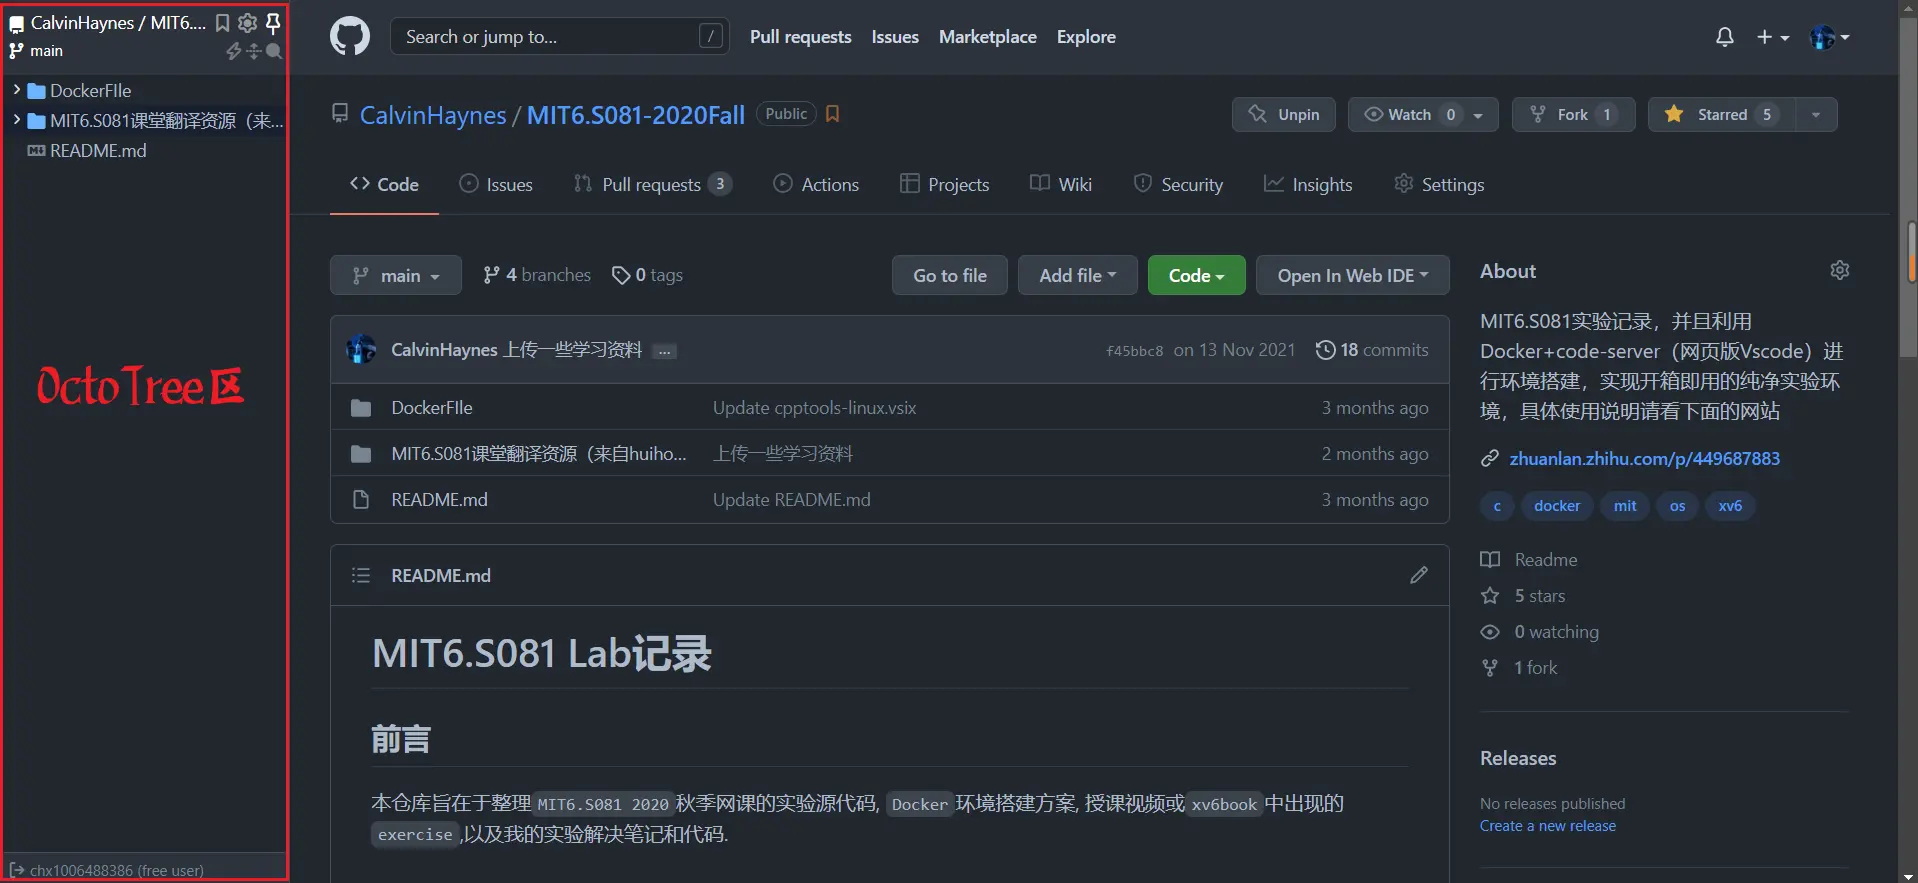 CalvinHaynes / MIT6....
main
DockerFIle
MIT6.S081课堂翻译资源（来...
README.md
OctoTree区
chx1006488386 (free user)
Search or jump to...
/
Pull requests
Issues
Marketplace
Explore
CalvinHaynes / MIT6.S081-2020Fall
Public
Unpin
Watch 0
Fork 1
Starred 5
Code
Issues
Pull requests 3
Actions
Projects
Wiki
Security
Insights
Settings
main
4 branches
0 tags
Go to file
Add file
Code
Open In Web IDE
CalvinHaynes 上传一些学习资料 ...
f45bbc8 on 13 Nov 2021
18 commits
DockerFIle Update cpptools-linux.vsix 3 months ago
MIT6.S081课堂翻译资源（来自huiho... 上传一些学习资料 2 months ago
README.md Update README.md 3 months ago
README.md
MIT6.S081 Lab记录
前言
本仓库旨在于整理 MIT6.S081 2020 秋季网课的实验源代码, Docker 环境搭建方案, 授课视频或 xv6book 中出现的
exercise ,以及我的实验解决笔记和代码.
About
MIT6.S081实验记录，并且利用
Docker+code-server（网页版Vscode）进
行环境搭建，实现开箱即用的纯净实验环
境，具体使用说明请看下面的网站
zhuanlan.zhihu.com/p/449687883
c docker mit os xv6
Readme
5 stars
0 watching
1 fork
Releases
No releases published
Create a new release